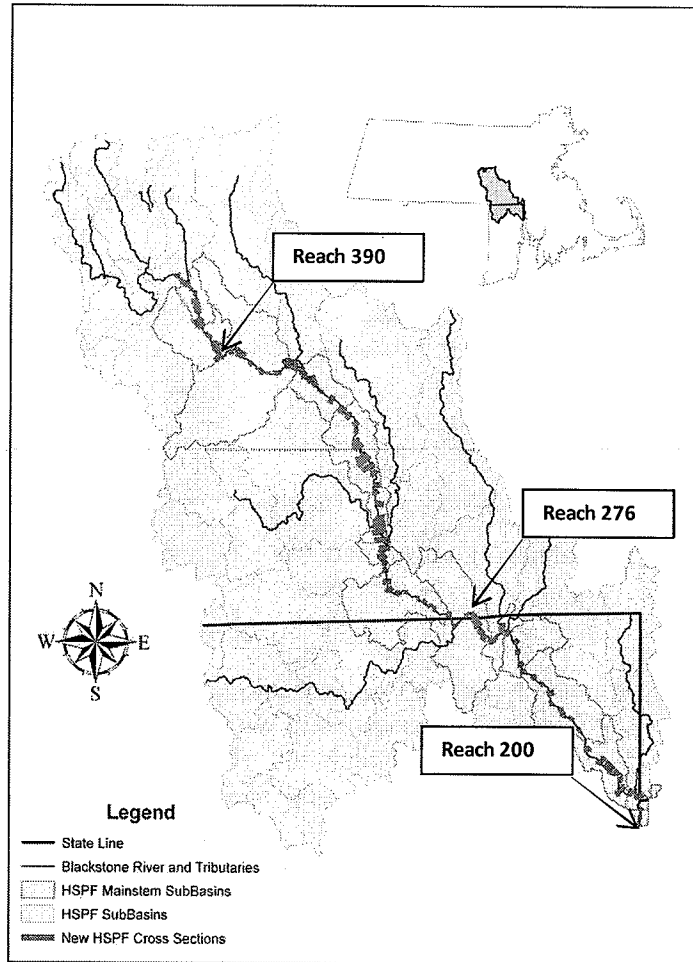 Reach 390
Reach 276
N
W E
S
Reach 200
Legend
State Line
Blackstone River and Tributaries
HSPF Mainstem SubBasins
HSPF SubBasins
New HSPF Cross Sections